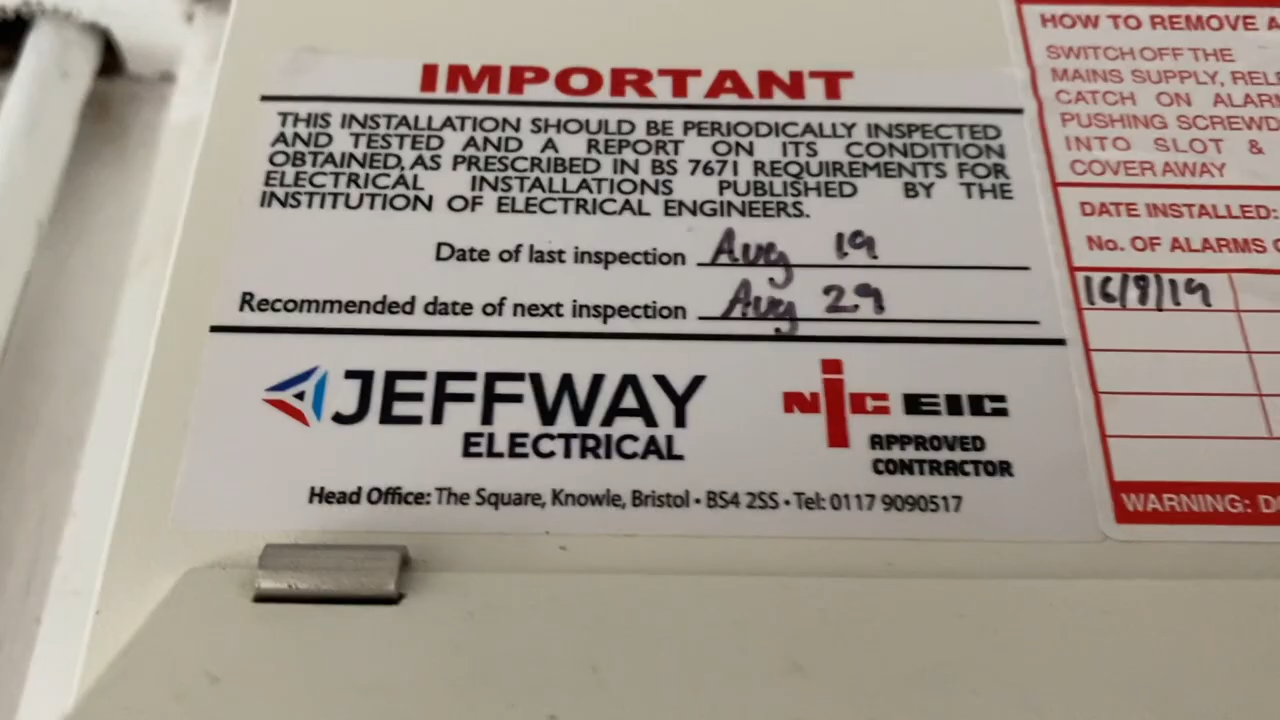 IMPORTANT
THIS INSTALLATION SHOULD BE PERIODICALLY INSPECTED
AND TESTED AND A REPORT ON ITS CONDITION
OBTAINED, AS PRESCRIBED IN BS 7671 REQUIREMENTS FOR
ELECTRICAL INSTALLATIONS PUBLISHED BY THE
INSTITUTION OF ELECTRICAL ENGINEERS.
Date of last inspection Aug 19
Recommended date of next inspection Aug 29
JEFFWAY
ELECTRICAL
NICEIC
APPROVED
CONTRACTOR
Head Office: The Square, Knowle, Bristol • BS4 2SS • Tel: 0117 9090517
HOW TO REMOVE
SWITCH OFF THE
MAINS SUPPLY,
CATCH ON
PUSHING
INTO SLOT &
COVER AWAY
DATE INSTALLED:
No. OF ALARMS
16/8/19
WARNING: